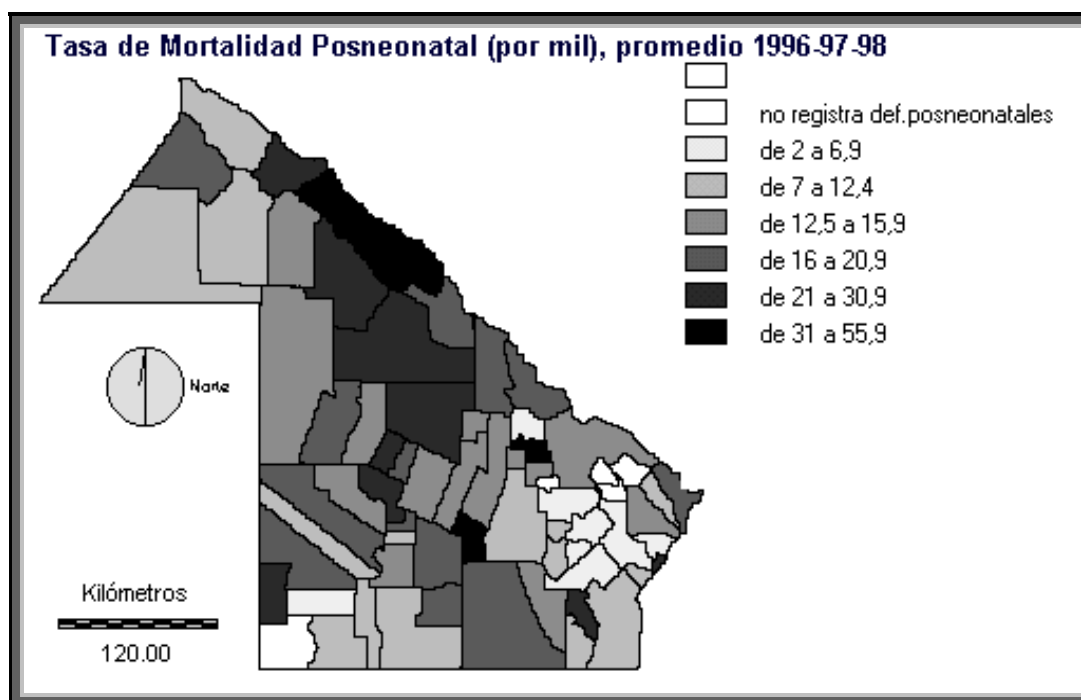 Tasa de Mortalidad Posneonatal (por mil), promedio 1996-97-98
no registra def.posneonatales
de 2 a 6,9
de 7 a 12,4
de 12,5 a 15,9
de 16 a 20,9
de 21 a 30,9
de 31 a 55,9
Norte
Kilómetros
120.00